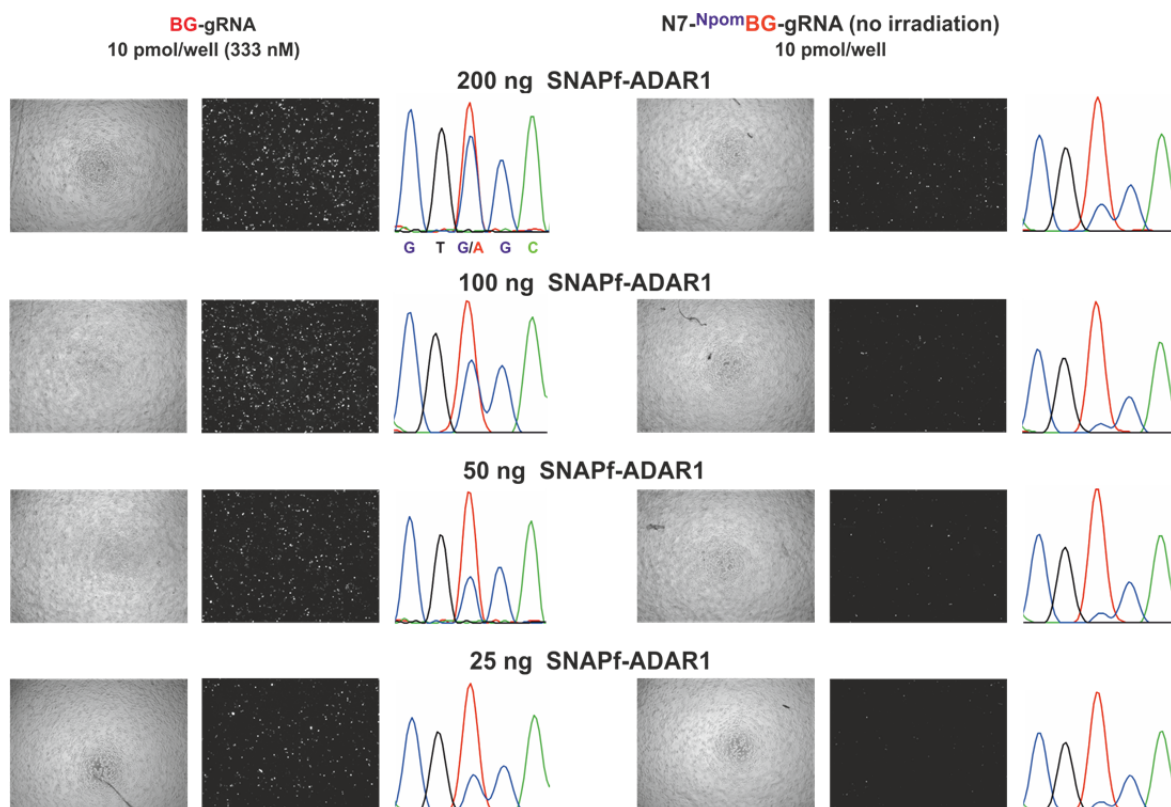 BG-gRNA
10 pmol/well (333 nM)
N7-NpomBG-gRNA (no irradiation)
10 pmol/well
200 ng SNAPf-ADAR1
G T G/A G C
100 ng SNAPf-ADAR1
50 ng SNAPf-ADAR1
25 ng SNAPf-ADAR1